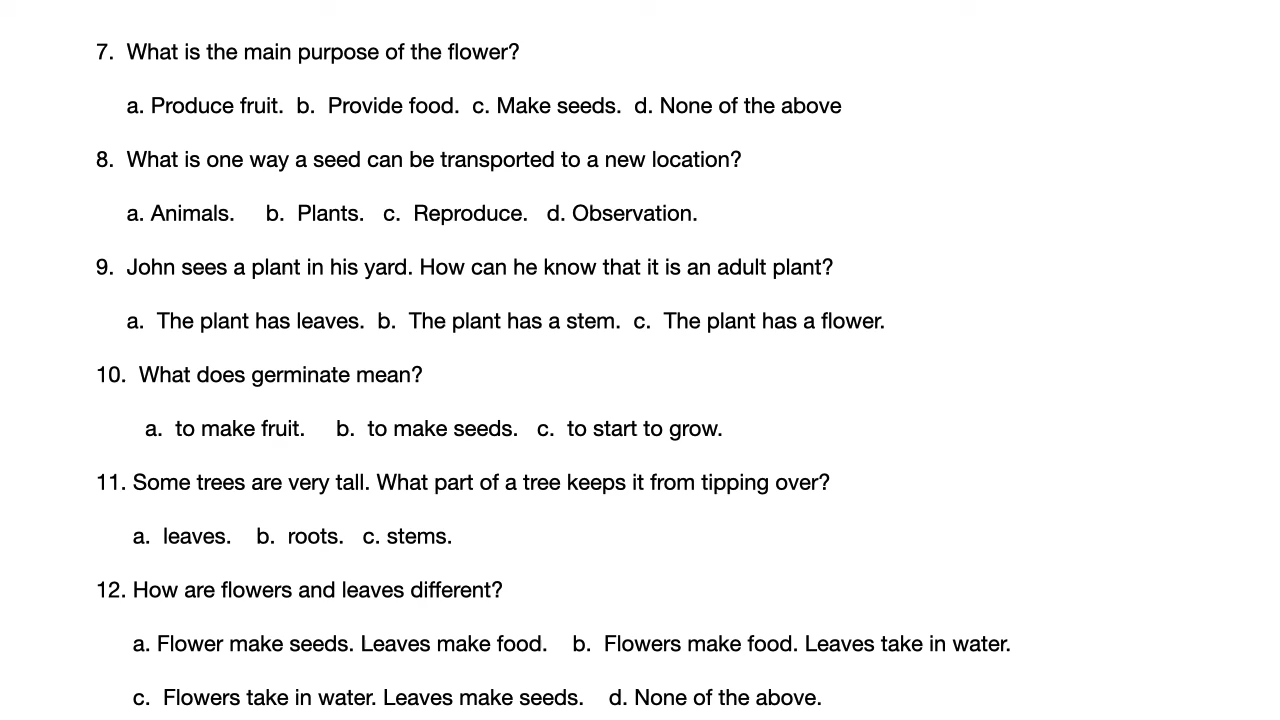 7. What is the main purpose of the flower?
a. Produce fruit. b. Provide food. c. Make seeds. d. None of the above
8. What is one way a seed can be transported to a new location?
a. Animals. b. Plants. c. Reproduce. d. Observation.
9. John sees a plant in his yard. How can he know that it is an adult plant?
a. The plant has leaves. b. The plant has a stem. c. The plant has a flower.
10. What does germinate mean?
a. to make fruit. b. to make seeds. c. to start to grow.
11. Some trees are very tall. What part of a tree keeps it from tipping over?
a. leaves. b. roots. c. stems.
12. How are flowers and leaves different?
a. Flower make seeds. Leaves make food. b. Flowers make food. Leaves take in water.
c. Flowers take in water. Leaves make seeds. d. None of the above.